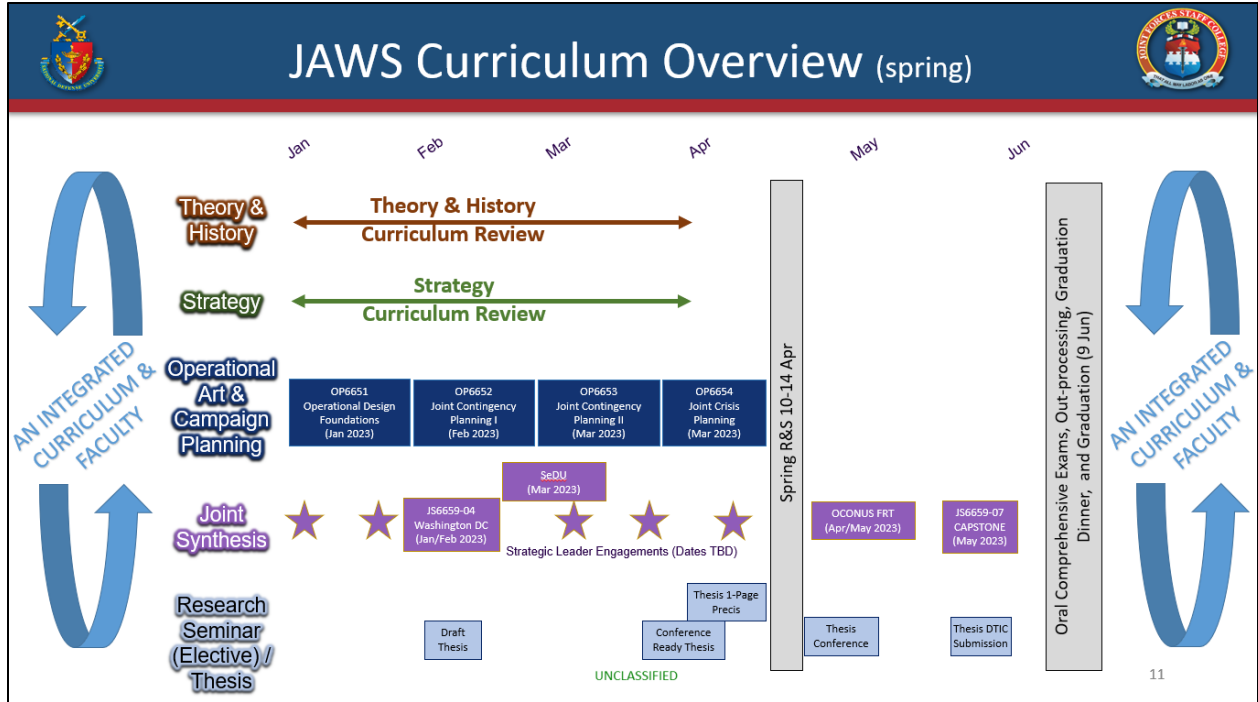 JAWS Curriculum Overview (spring)
JOINT FORCES STAFF COLLEGE
Jan
Feb
Mar
Apr
May
Jun
AN INTEGRATED
CURRICULUM &
FACULTY
Theory &
History
Theory & History
Curriculum Review
Strategy
Strategy
Curriculum Review
Operational
Art &
Campaign
Planning
OP6651
Operational Design
Foundations
(Jan 2023)
OP6652
Joint Contingency
Planning I
(Feb 2023)
OP6653
Joint Contingency
Planning II
(Mar 2023)
OP6654
Joint Crisis
Planning
(Mar 2023)
Joint
Synthesis
SeDU
(Mar 2023)
JS6659-04
Washington DC
(Jan/Feb 2023)
Strategic Leader Engagements (Dates TBD)
OCONUS FRT
(Apr/May 2023)
JS6659-07
CAPSTONE
(May 2023)
Research
Seminar
(Elective) /
Thesis
Draft
Thesis
Thesis 1-Page
Precis
Conference
Ready Thesis
Thesis
Conference
Thesis DTIC
Submission
Spring R&S 10-14 Apr
Oral Comprehensive Exams, Out-processing, Graduation
Dinner, and Graduation (9 Jun)
AN INTEGRATED
CURRICULUM &
FACULTY
UNCLASSIFIED
11